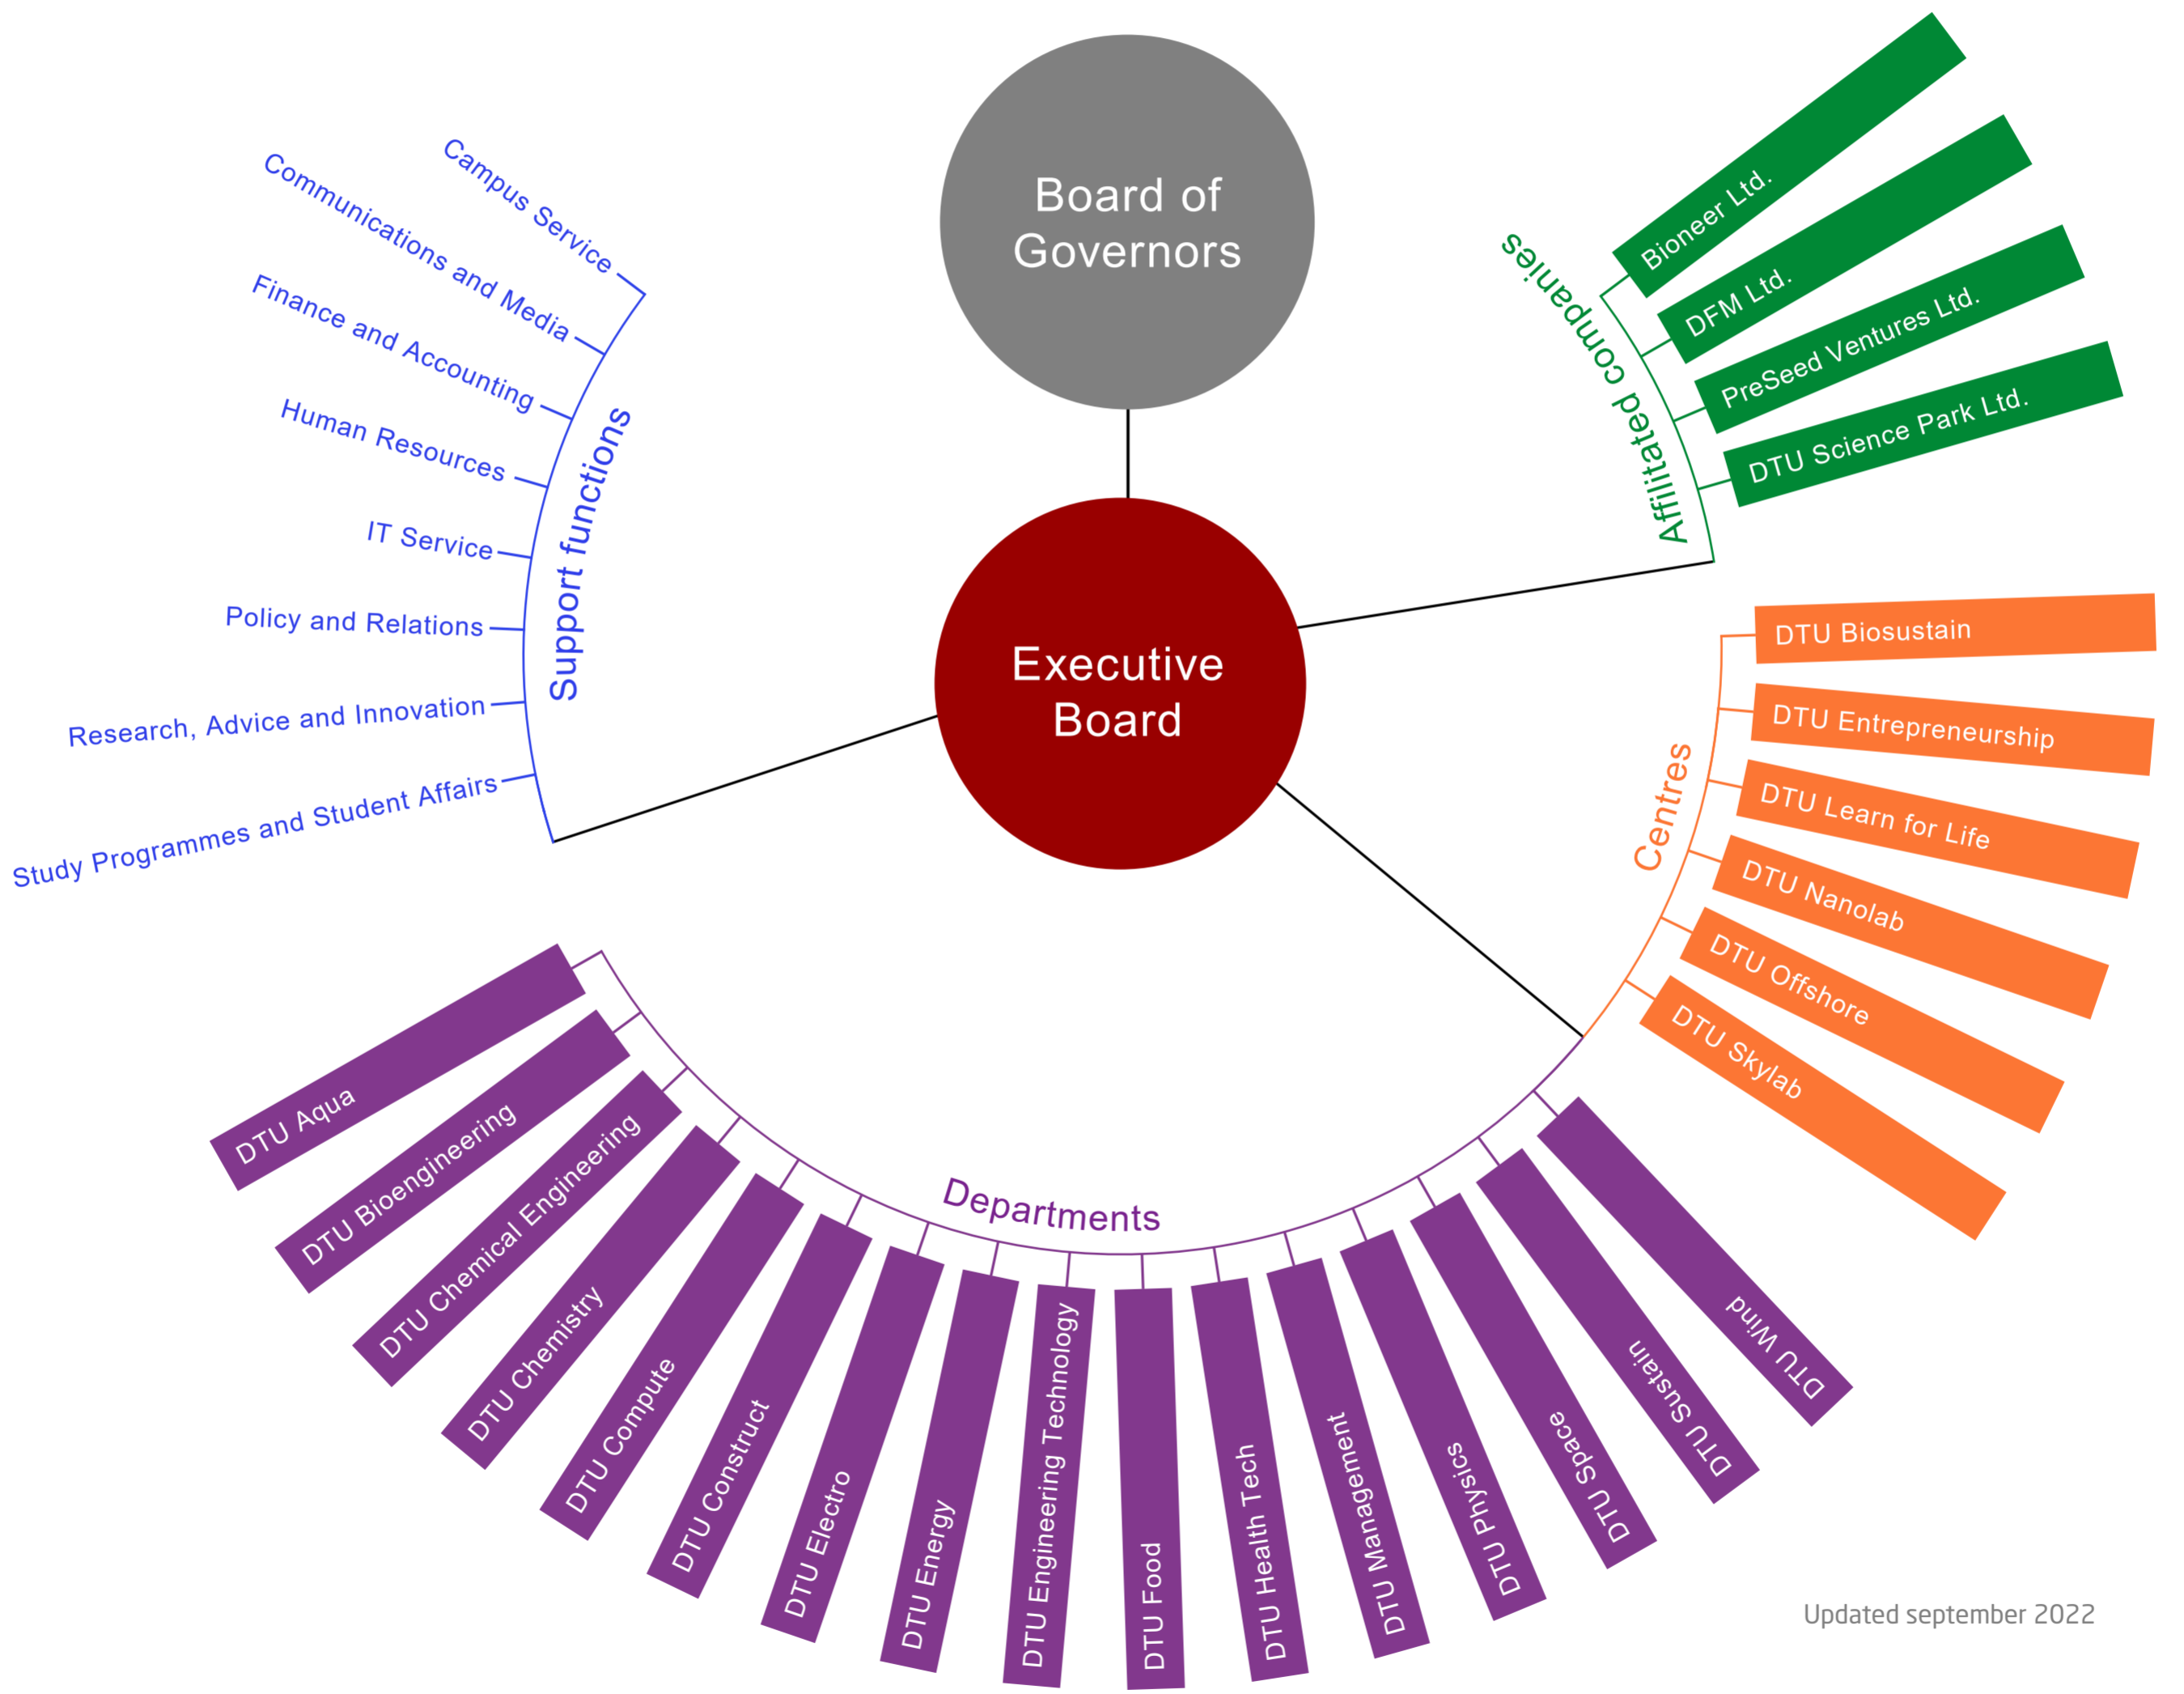 Board of
Governors
Executive
Board
Support functions
Campus Service
Communications and Media
Finance and Accounting
Human Resources
IT Service
Policy and Relations
Research, Advice and Innovation
Study Programmes and Student Affairs
Affilitated companies
Bioneer Ltd.
DFM Ltd.
PreSeed Ventures Ltd.
DTU Science Park Ltd.
Centres
DTU Biosustain
DTU Entrepreneurship
DTU Learn for Life
DTU Nanolab
DTU Offshore
DTU Skylab
Departments
DTU Aqua
DTU Bioengineering
DTU Chemical Engineering
DTU Chemistry
DTU Compute
DTU Construct
DTU Electro
DTU Energy
DTU Engineering Technology
DTU Food
DTU Health Tech
DTU Management
DTU Physics
DTU Space
DTU Sustain
DTU Wind
Updated september 2022